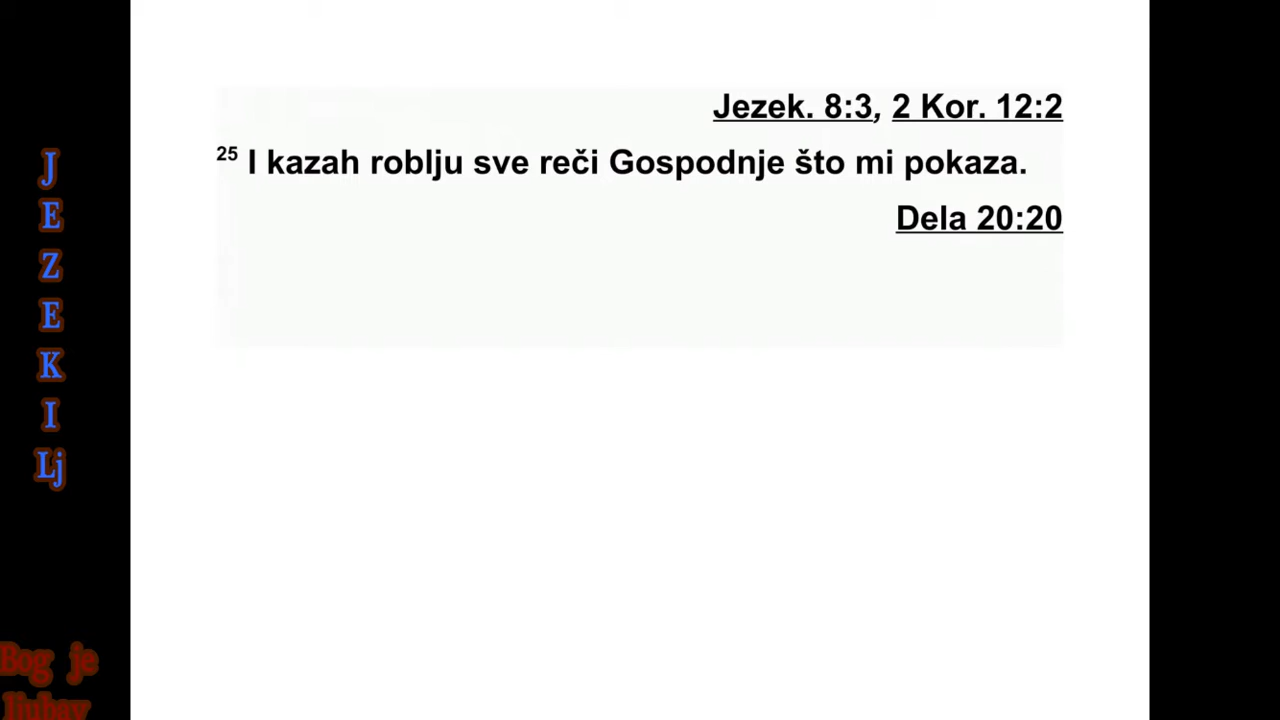 Jezek. 8:3, 2 Kor. 12:2
25 I kazah roblju sve reči Gospodnje što mi pokaza.
Dela 20:20
J
E
Z
E
K
I
Lj
Bog je
ljubav